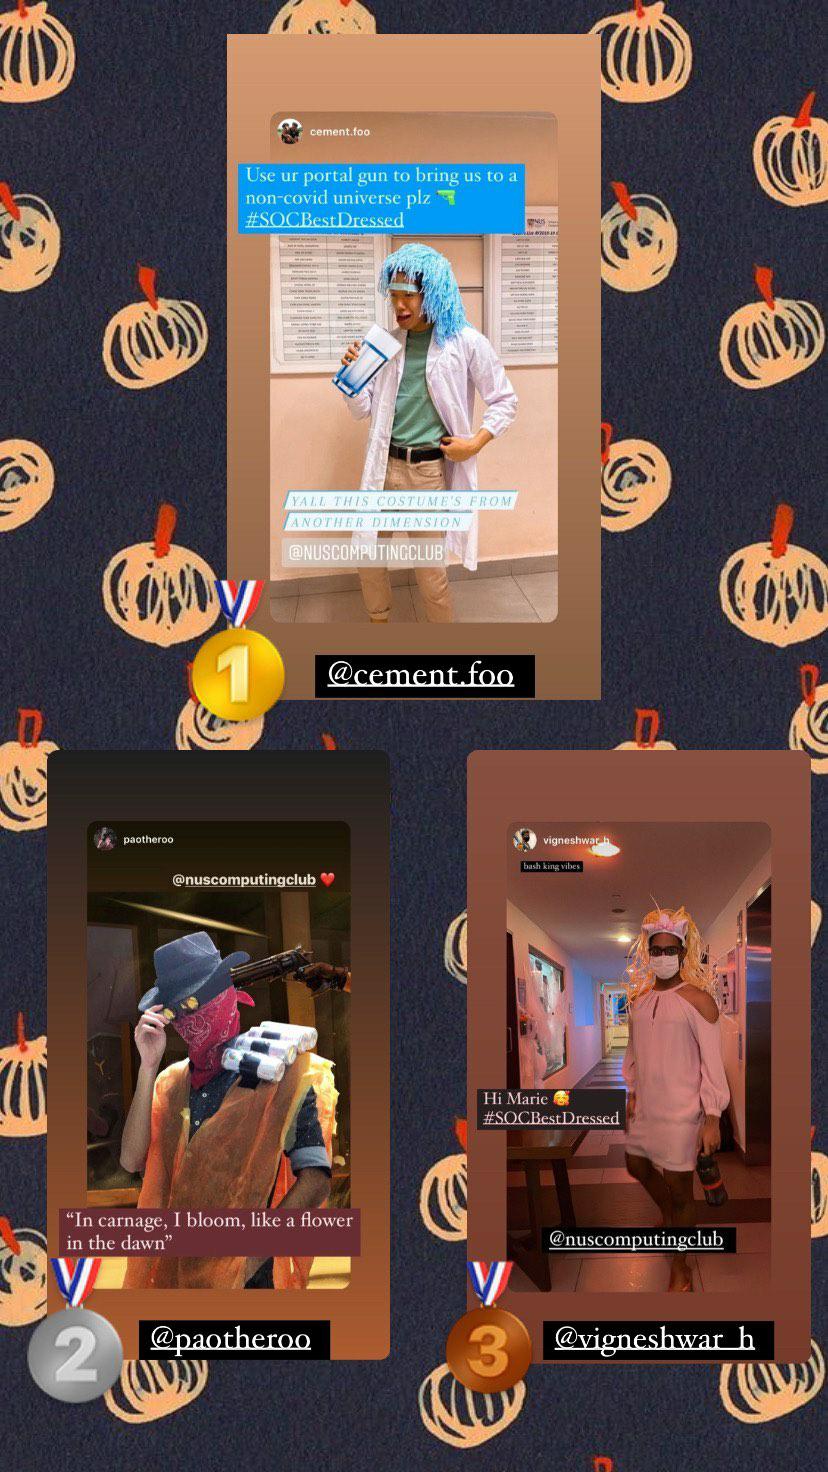 cement.foo
Use ur portal gun to bring us to a
non-covid universe plz
#SOCBestDressed
NUS
YALL THIS COSTUME'S FROM
ANOTHER DIMENSION
@NUSCOMPUTINGCLUB
1
@cement.foo
paotheroo
@nuscomputingclub
“In carnage, I bloom, like a flower
in the dawn”
2
@paotheroo
vigneshwar_h
bash king vibes
Hi Marie
#SOCBestDressed
@nuscomputingclub
3
@vigneshwar_h